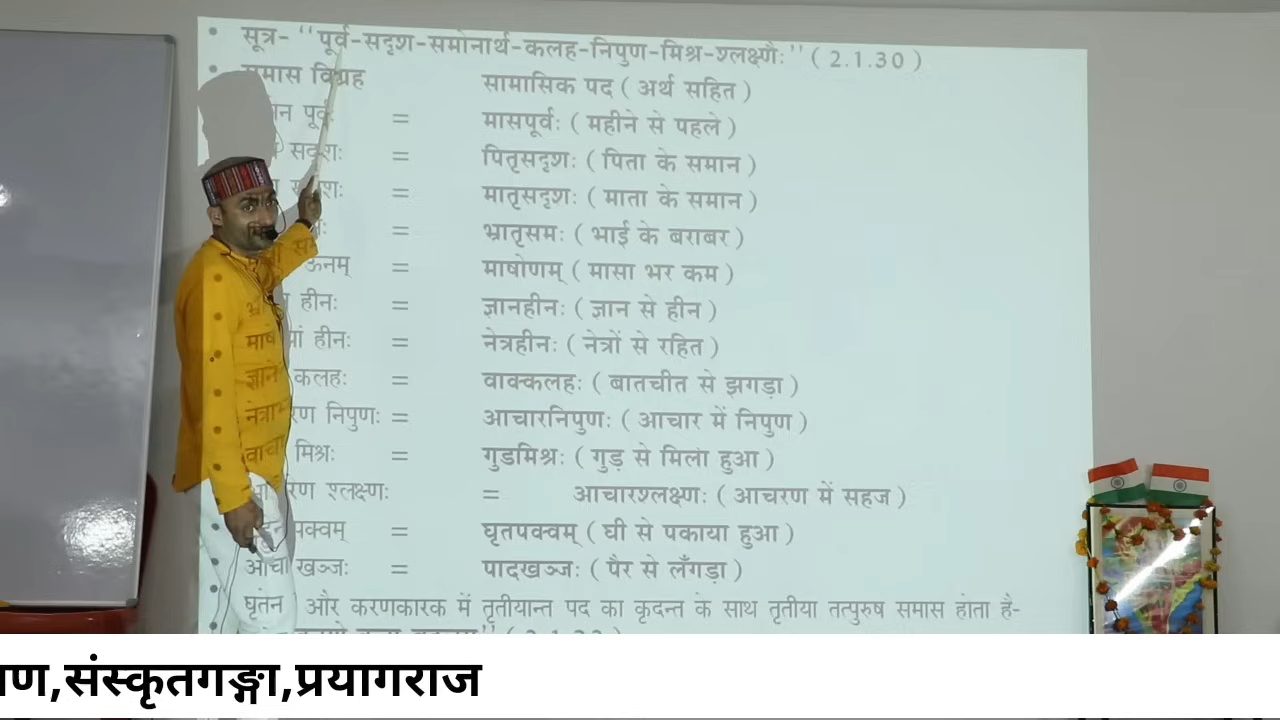 सूत्र- ‘‘पूर्व-सदृश-समोनार्थ-कलह-निपुण-मिश्र-श्लक्ष्णैः’’ ( 2.1.30 )
समास विग्रह सामासिक पद ( अर्थ सहित )
पूर्वः = मासपूर्वः ( महीने से पहले )
सदृशः = पितृसदृशः ( पिता के समान )
= मातृसदृशः ( माता के समान )
= भ्रातृसमः ( भाई के बराबर )
ऊनम् = माषोणम् ( मासा भर कम )
हीनः = ज्ञानहीनः ( ज्ञान से हीन )
हीनः = नेत्रहीनः ( नेत्रों से रहित )
कलहः = वाक्कलहः ( बातचीत से झगड़ा )
निपुणः = आचारनिपुणः ( आचार में निपुण )
मिश्रः = गुडमिश्रः ( गुड़ से मिला हुआ )
श्लक्ष्णः = आचारश्लक्ष्णः ( आचरण में सहज )
पक्वम् = घृतपक्वम् ( घी से पकाया हुआ )
खञ्जः = पादखञ्जः ( पैर से लँगड़ा )
घृतेन और करणकारक में तृतीयान्त पद का कृदन्त के साथ तृतीया तत्पुरुष समास होता है-
संस्कृतगङ्गा,प्रयागराज